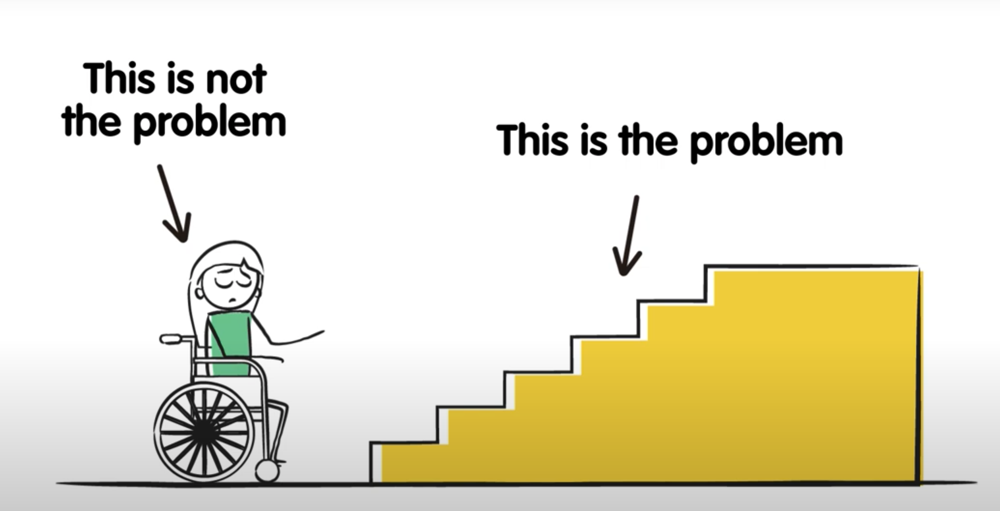 This is not
the problem
This is the problem